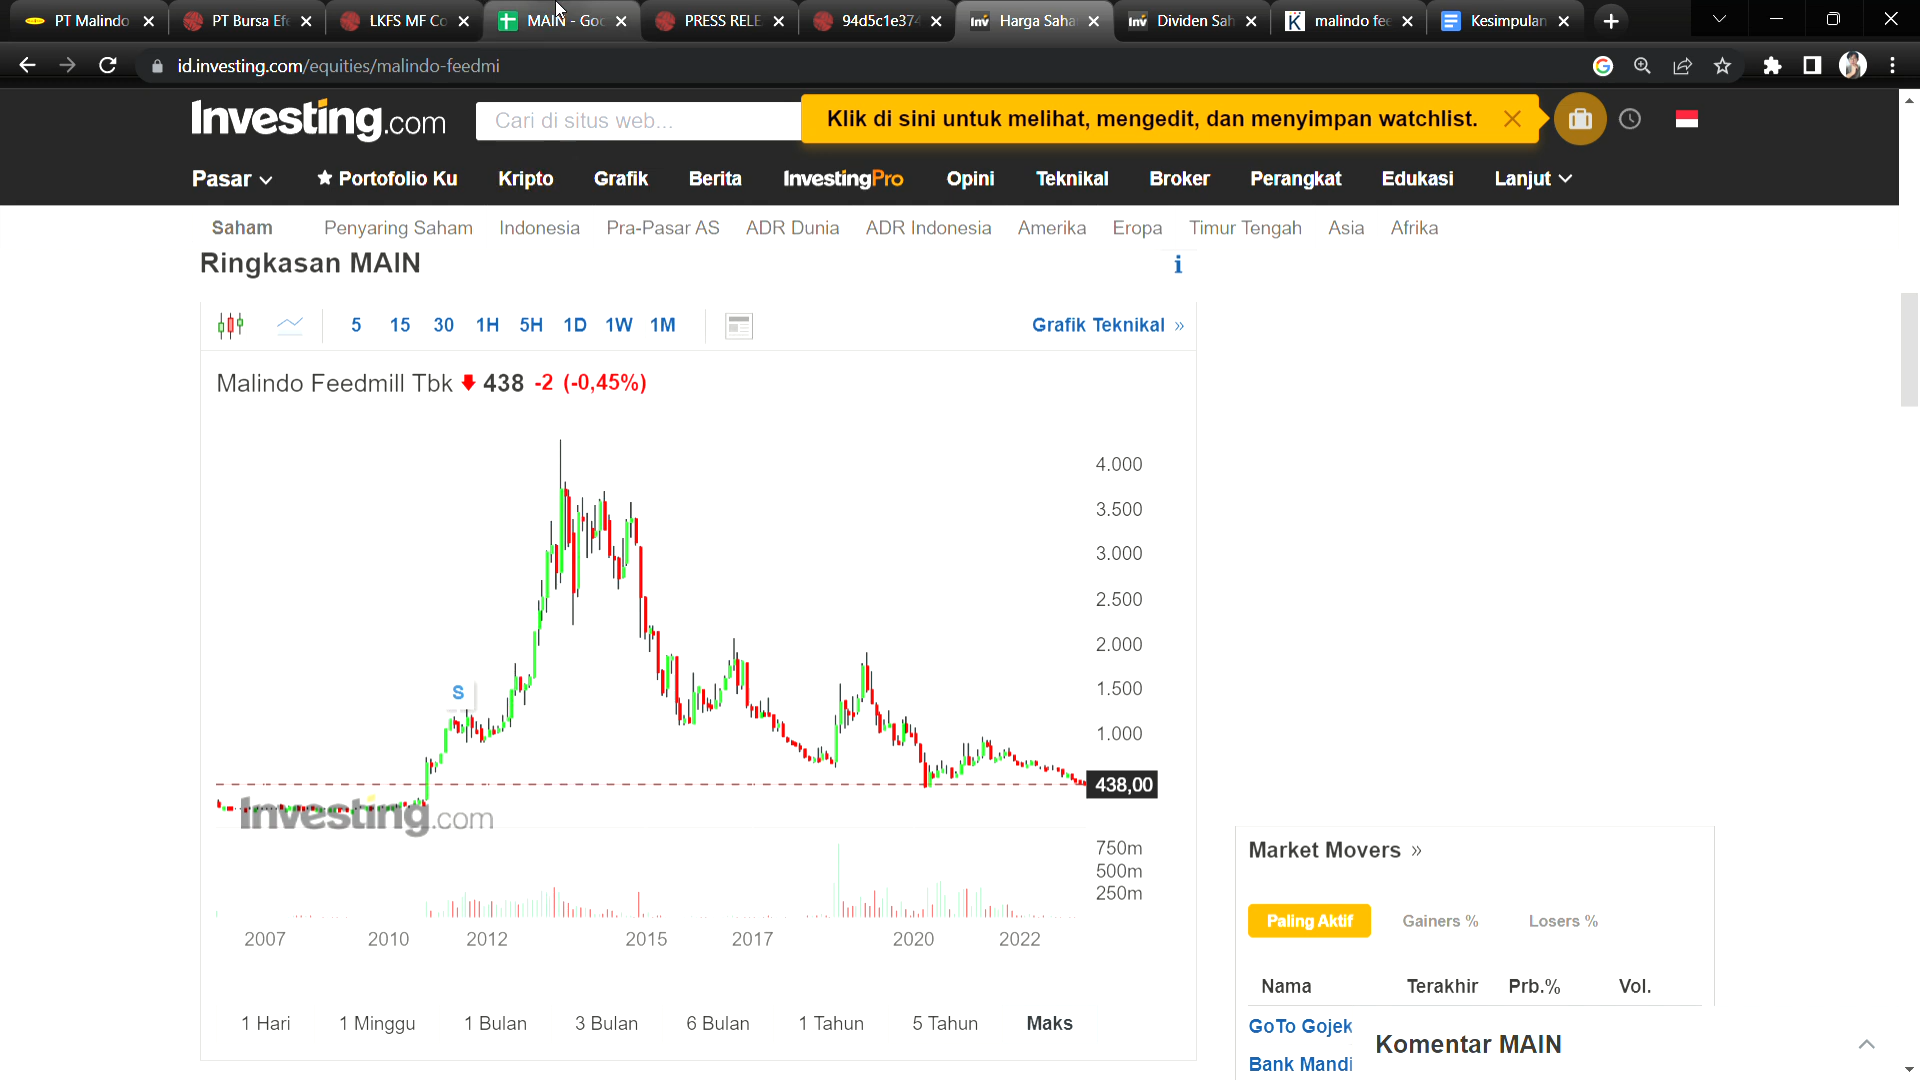 PT Malindo
PT Bursa Efe
LKFS MF Co
MAIN - Goo
PRESS RELE
94d5c1e374
Harga Saha
Dividen Sah
malindo fee
Kesimpulan
id.investing.com/equities/malindo-feedmi
Investing.com
Cari di situs web...
Klik di sini untuk melihat, mengedit, dan menyimpan watchlist.
Pasar
Portofolio Ku
Kripto
Grafik
Berita
InvestingPro
Opini
Teknikal
Broker
Perangkat
Edukasi
Lanjut
Saham
Penyaring Saham
Indonesia
Pra-Pasar AS
ADR Dunia
ADR Indonesia
Amerika
Eropa
Timur Tengah
Asia
Afrika
Ringkasan MAIN
i
5
15
30
1H
5H
1D
1W
1M
Grafik Teknikal »
Malindo Feedmill Tbk 438 -2 (-0,45%)
4.000
3.500
3.000
2.500
2.000
1.500
1.000
438,00
S
Investing.com
750m
500m
250m
2007
2010
2012
2015
2017
2020
2022
1 Hari
1 Minggu
1 Bulan
3 Bulan
6 Bulan
1 Tahun
5 Tahun
Maks
Market Movers »
Paling Aktif
Gainers %
Losers %
Nama
Terakhir
Prb.%
Vol.
GoTo Gojek
Bank Mandi
Komentar MAIN